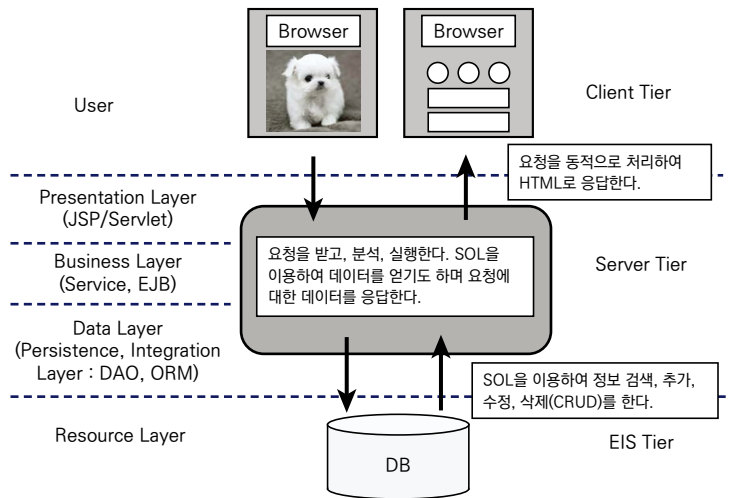 Browser
Browser
User
Client Tier
요청을 동적으로 처리하여
HTML로 응답한다.
Presentation Layer
(JSP/Servlet)
요청을 받고, 분석, 실행한다. SOL을
이용하여 데이터를 얻기도 하며 요청에
대한 데이터를 응답한다.
Business Layer
(Service, EJB)
Server Tier
Data Layer
(Persistence, Integration
Layer : DAO, ORM)
SOL을 이용하여 정보 검색, 추가,
수정, 삭제(CRUD)를 한다.
Resource Layer
EIS Tier
DB